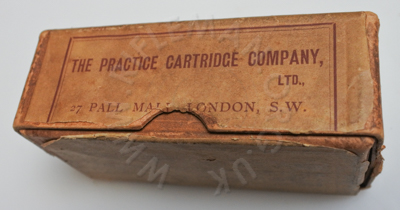 THE PRACTICE CARTRIDGE COMPANY,
LTD.,
27 PALL MALL LONDON, S.W.